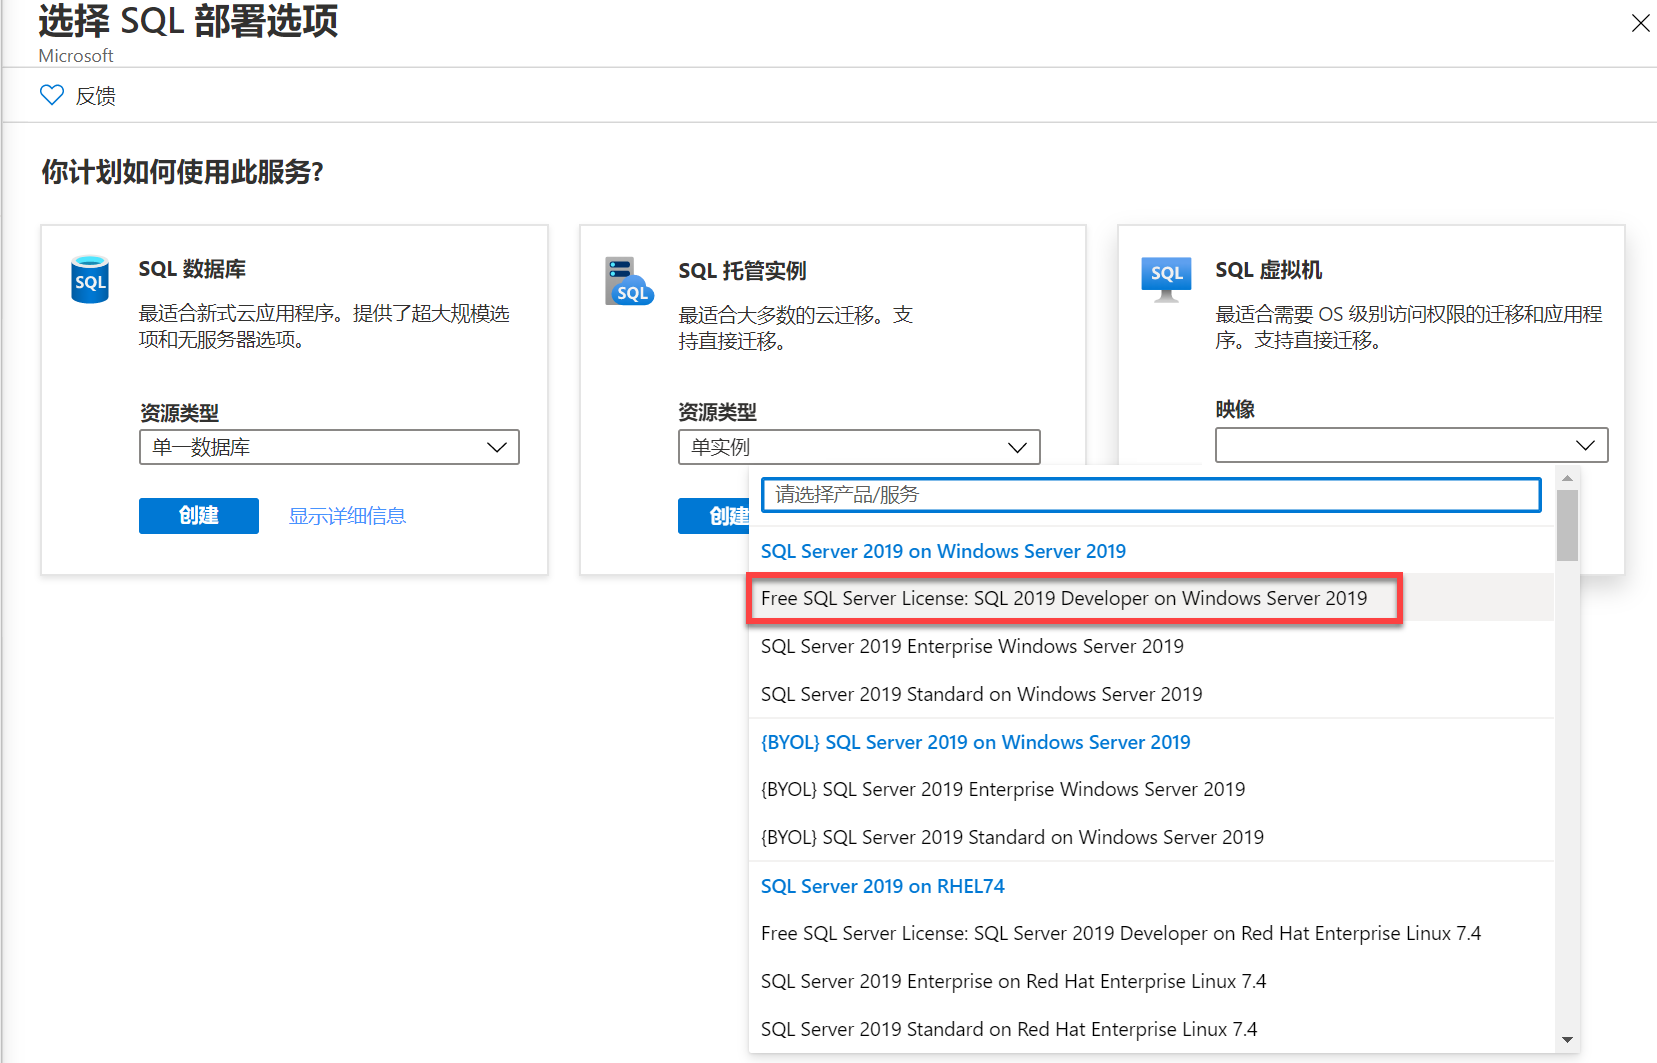 选择 SQL 部署选项
Microsoft
反馈
你计划如何使用此服务?
SQL
SQL 数据库
最适合新式云应用程序。提供了超大规模选
项和无服务器选项。
资源类型
单一数据库
创建
显示详细信息
SQL
SQL 托管实例
最适合大多数的云迁移。支
持直接迁移。
资源类型
单实例
创建
SQL
SQL 虚拟机
最适合需要 OS 级别访问权限的迁移和应用程
序。支持直接迁移。
映像
请选择产品/服务
SQL Server 2019 on Windows Server 2019
Free SQL Server License: SQL 2019 Developer on Windows Server 2019
SQL Server 2019 Enterprise Windows Server 2019
SQL Server 2019 Standard on Windows Server 2019
{BYOL} SQL Server 2019 on Windows Server 2019
{BYOL} SQL Server 2019 Enterprise Windows Server 2019
{BYOL} SQL Server 2019 Standard on Windows Server 2019
SQL Server 2019 on RHEL74
Free SQL Server License: SQL Server 2019 Developer on Red Hat Enterprise Linux 7.4
SQL Server 2019 Enterprise on Red Hat Enterprise Linux 7.4
SQL Server 2019 Standard on Red Hat Enterprise Linux 7.4